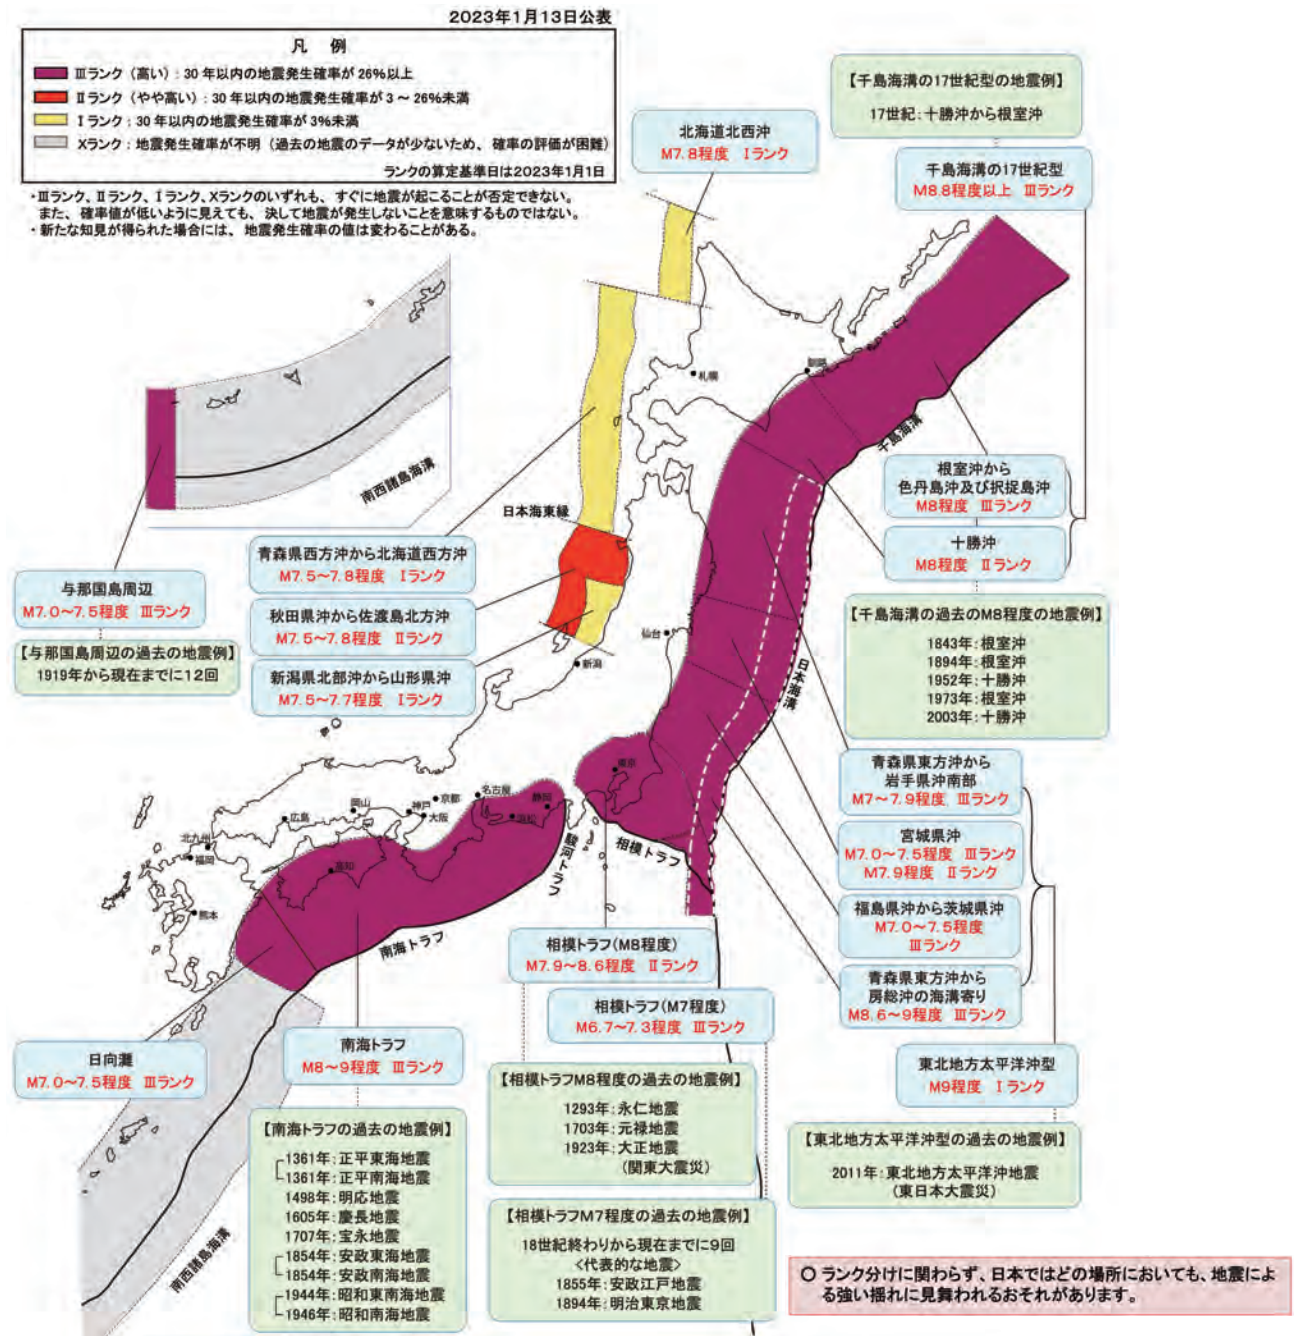 2023年1月13日公表
凡 例
Ⅲランク（高い）：30年以内の地震発生確率が26%以上
Ⅱランク（やや高い）：30年以内の地震発生確率が3～26%未満
Ⅰランク：30年以内の地震発生確率が3%未満
Xランク：地震発生確率が不明（過去の地震のデータが少ないため、確率の評価が困難）
ランクの算定基準日は2023年1月1日
・Ⅲランク、Ⅱランク、Ⅰランク、Xランクのいずれも、すぐに地震が起こることが否定できない。
また、確率値が低いように見えても、決して地震が発生しないことを意味するものではない。
・新たな知見が得られた場合には、地震発生確率の値は変わることがある。
【千島海溝の17世紀型の地震例】
17世紀：十勝沖から根室沖
北海道北西沖
M7.8程度 Ⅰランク
千島海溝の17世紀型
M8.8程度以上 Ⅲランク
札幌
釧路
千島海溝
南西諸島海溝
日本海東縁
根室沖から
色丹島沖及び択捉島沖
M8程度 Ⅲランク
十勝沖
M8程度 Ⅱランク
青森県西方沖から北海道西方沖
M7.5～7.8程度 Ⅰランク
与那国島周辺
M7.0～7.5程度 Ⅲランク
【与那国島周辺の過去の地震例】
1919年から現在までに12回
秋田県沖から佐渡島北方沖
M7.5～7.8程度 Ⅱランク
新潟県北部沖から山形県沖
M7.5～7.7程度 Ⅰランク
仙台
新潟
日本海溝
【千島海溝の過去のM8程度の地震例】
1843年：根室沖
1894年：根室沖
1952年：十勝沖
1973年：根室沖
2003年：十勝沖
青森県東方沖から
岩手県沖南部
M7～7.9程度 Ⅲランク
宮城県沖
M7.0～7.5程度 Ⅲランク
M7.9程度 Ⅱランク
福島県沖から茨城県沖
M7.0～7.5程度
Ⅲランク
青森県東方沖から
房総沖の海溝寄り
M8.6～9程度 Ⅲランク
東京
名古屋
静岡
浜松
京都
神戸
大阪
岡山
広島
北九州
福岡
高知
熊本
駿河トラフ
相模トラフ
南海トラフ
相模トラフ(M8程度)
M7.9～8.6程度 Ⅱランク
相模トラフ(M7程度)
M6.7～7.3程度 Ⅲランク
日向灘
M7.0～7.5程度 Ⅲランク
南海トラフ
M8～9程度 Ⅲランク
東北地方太平洋沖型
M9程度 Ⅰランク
【相模トラフM8程度の過去の地震例】
1293年：永仁地震
1703年：元禄地震
1923年：大正地震
(関東大震災)
【東北地方太平洋沖型の過去の地震例】
2011年：東北地方太平洋沖地震
(東日本大震災)
【南海トラフの過去の地震例】
1361年：正平東海地震
1361年：正平南海地震
1498年：明応地震
1605年：慶長地震
1707年：宝永地震
1854年：安政東海地震
1854年：安政南海地震
1944年：昭和東南海地震
1946年：昭和南海地震
【相模トラフM7程度の過去の地震例】
18世紀終わりから現在までに9回
<代表的な地震>
1855年：安政江戸地震
1894年：明治東京地震
南西諸島海溝
○ ランク分けに関わらず、日本ではどの場所においても、地震によ
る強い揺れに見舞われるおそれがあります。